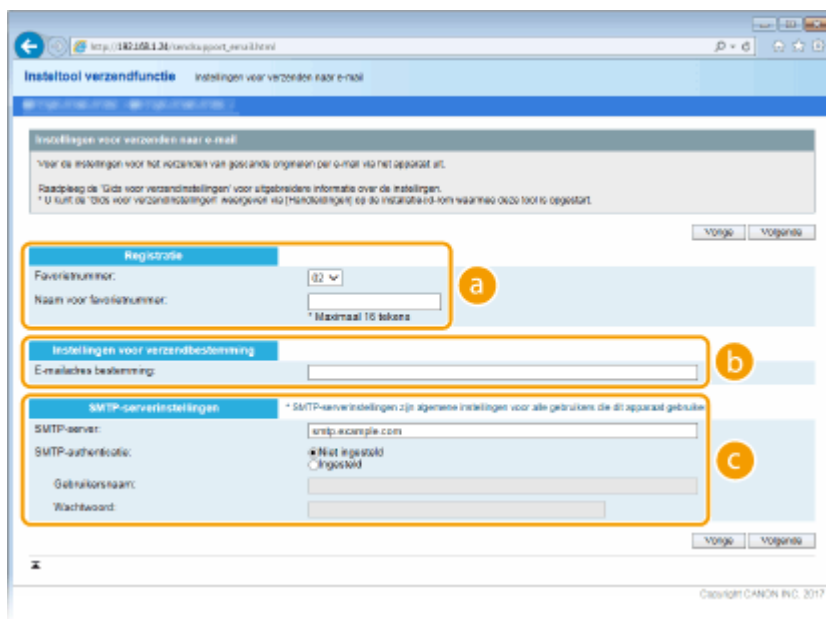 http://192.168.1.24/sendsupport_email.html
Insteltool verzendfunctie Instellingen voor verzenden naar e-mail
Instellingen voor verzenden naar e-mail
Voer de instellingen voor het verzenden van gescande originelen per e-mail via het apparaat uit.
Raadpleeg de 'Gids voor verzendinstellingen' voor uitgebreidere informatie over de instellingen.
* U kunt de 'Gids voor verzendinstellingen' weergeven via [Handleidingen] op de installatie-cd-rom waarmee deze tool is opgestart.
Vorige Volgende
Registratie
Favorietnummer: 02
Naam voor favorietnummer:
* Maximaal 16 tekens
a
Instellingen voor verzendbestemming
E-mailadres bestemming:
b
SMTP-serverinstellingen * SMTP-serverinstellingen zijn algemene instellingen voor alle gebruikers die dit apparaat gebruike
SMTP-server: smtp.example.com
SMTP-authenticatie: Niet ingesteld
Ingesteld
Gebruikersnaam:
Wachtwoord:
c
Vorige Volgende
Copyright CANON INC. 2017